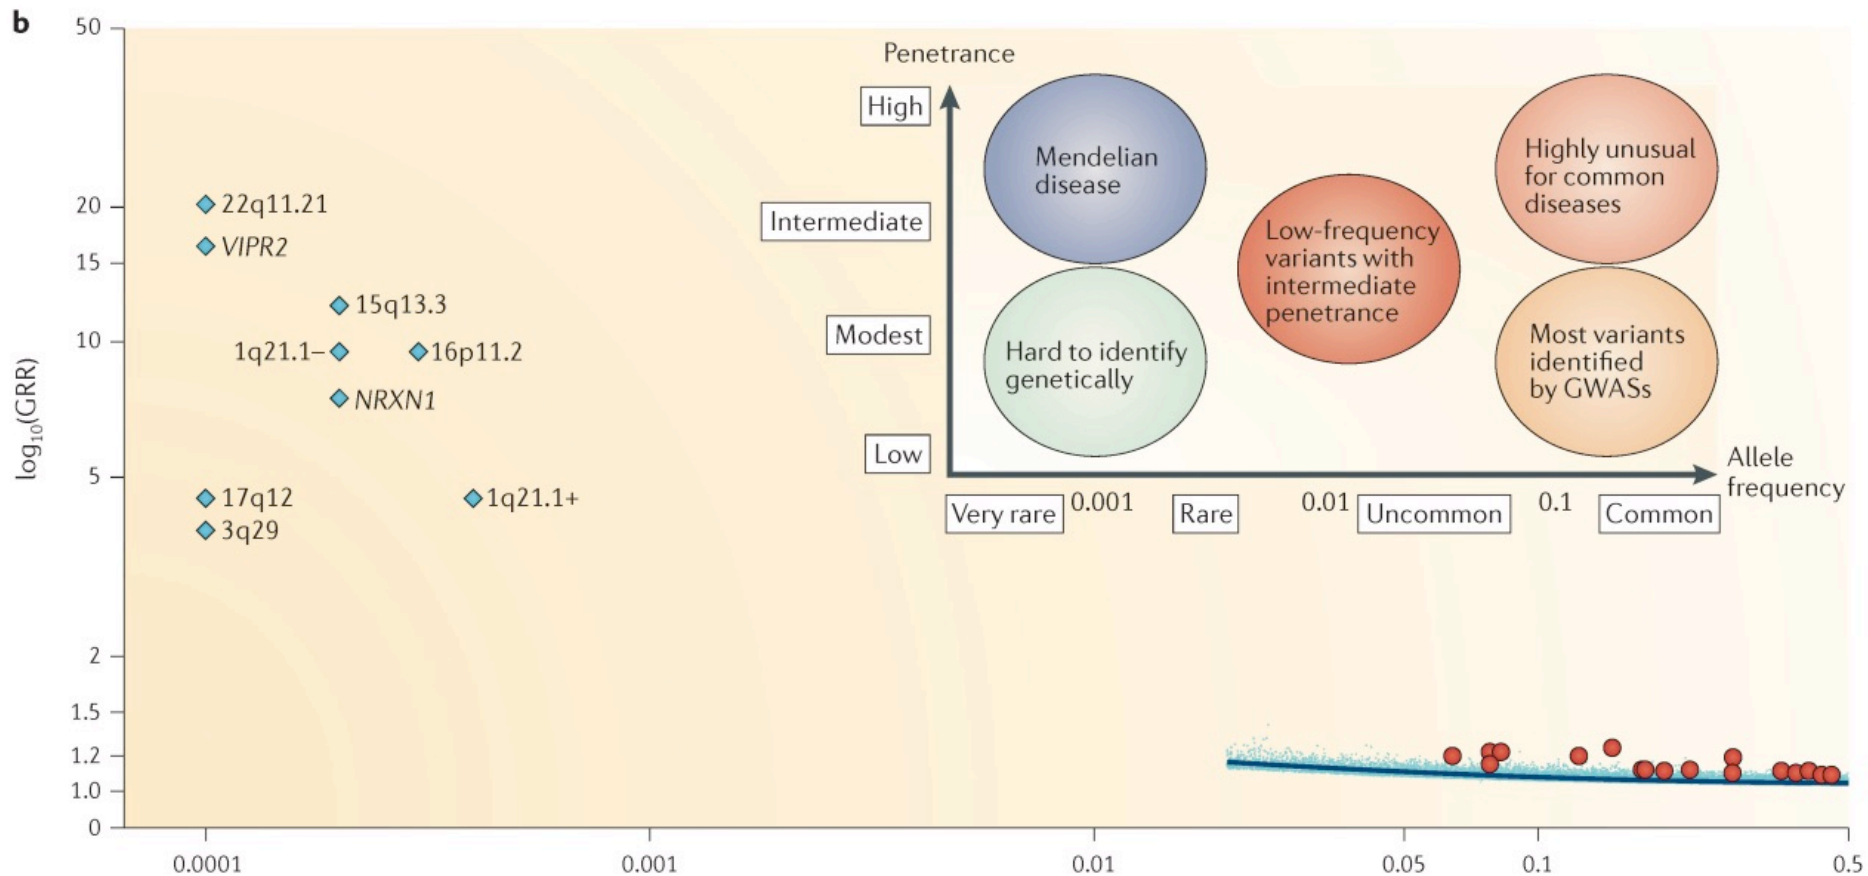 b
50
20
15
10
5
2
1.5
1.2
1.0
0
log10(GRR)
22q11.21
VIPR2
15q13.3
1q21.1–
16p11.2
NRXN1
17q12
1q21.1+
3q29
Penetrance
High
Intermediate
Modest
Low
Mendelian
disease
Highly unusual
for common
diseases
Low-frequency
variants with
intermediate
penetrance
Hard to identify
genetically
Most variants
identified
by GWASs
Allele
frequency
Very rare
0.001
Rare
0.01
Uncommon
0.1
Common
0.0001
0.001
0.01
0.05
0.1
0.5